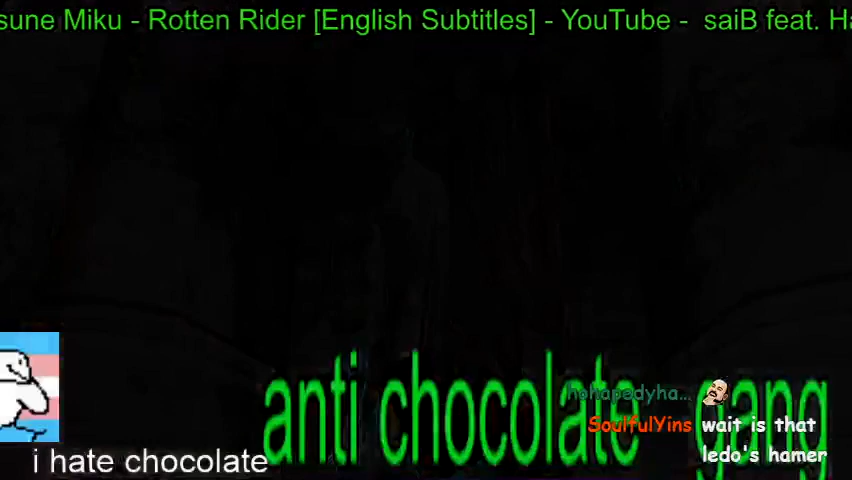 sune Miku - Rotten Rider [English Subtitles] - YouTube -  saiB feat. Ha
anti chocolate gang
hohapedyha...
SoulfulYins wait is that
ledo's hamer
i hate chocolate